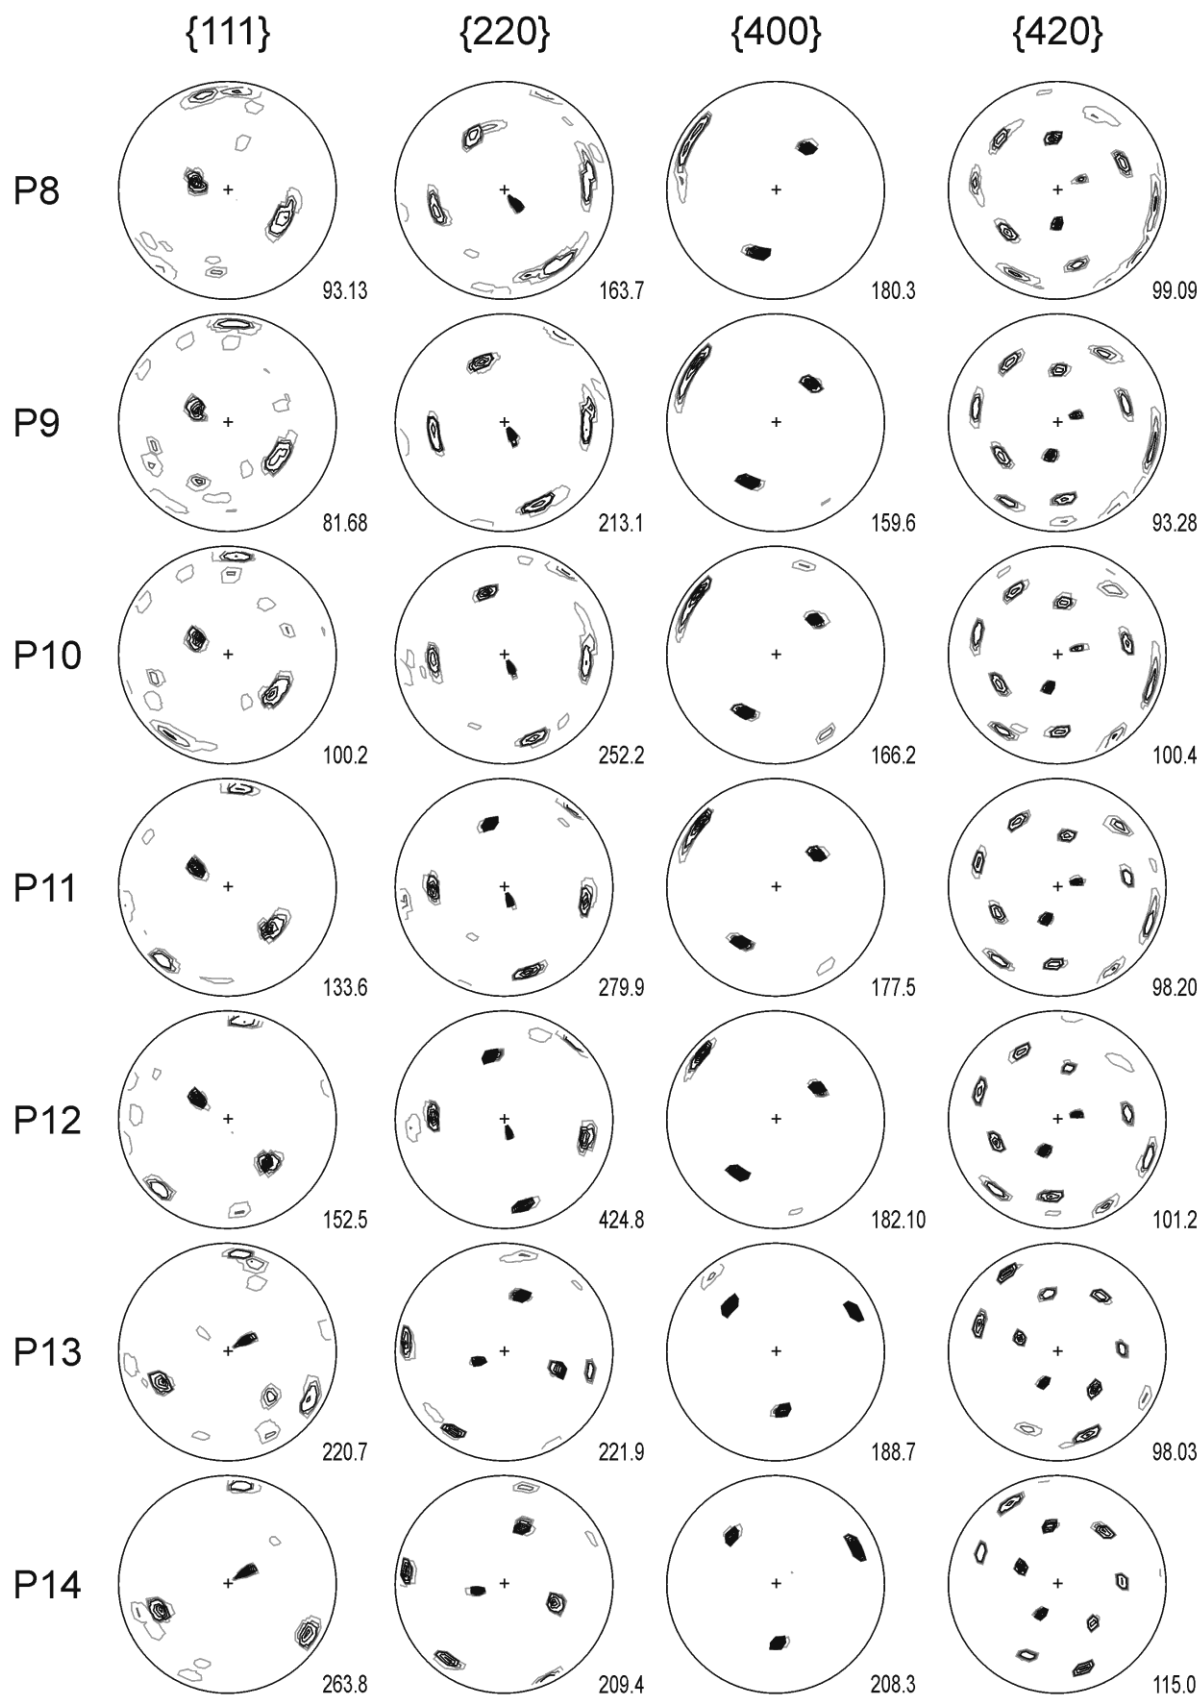 {111} {220} {400} {420}
P8 93.13 163.7 180.3 99.09
P9 81.68 213.1 159.6 93.28
P10 100.2 252.2 166.2 100.4
P11 133.6 279.9 177.5 98.20
P12 152.5 424.8 182.10 101.2
P13 220.7 221.9 188.7 98.03
P14 263.8 209.4 208.3 115.0